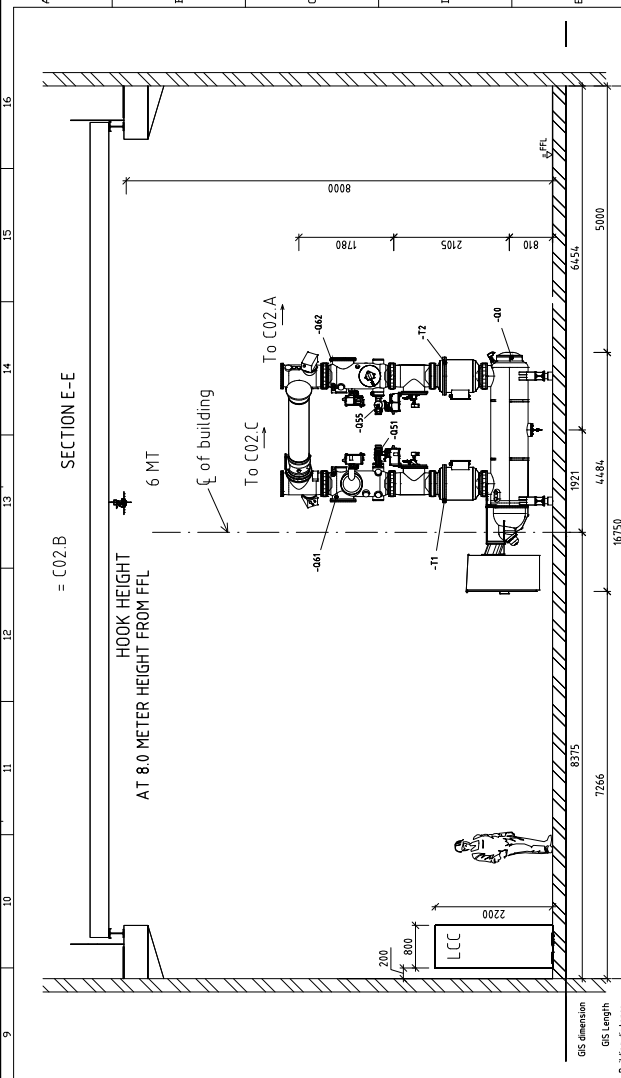 SECTION E-E
= C02.B
6 MT
HOOK HEIGHT
AT 8.0 METER HEIGHT FROM FFL
℄ of building
To C02.C
To C02.A
-Q61
-Q62
-Q55
-Q51
-T1
-T2
-Q0
8000
1780
2105
810
FFL
LCC
200
800
2200
GIS dimension
8375
1921
6454
GIS Length
7266
4484
5000
16750
9
10
11
12
13
14
15
16